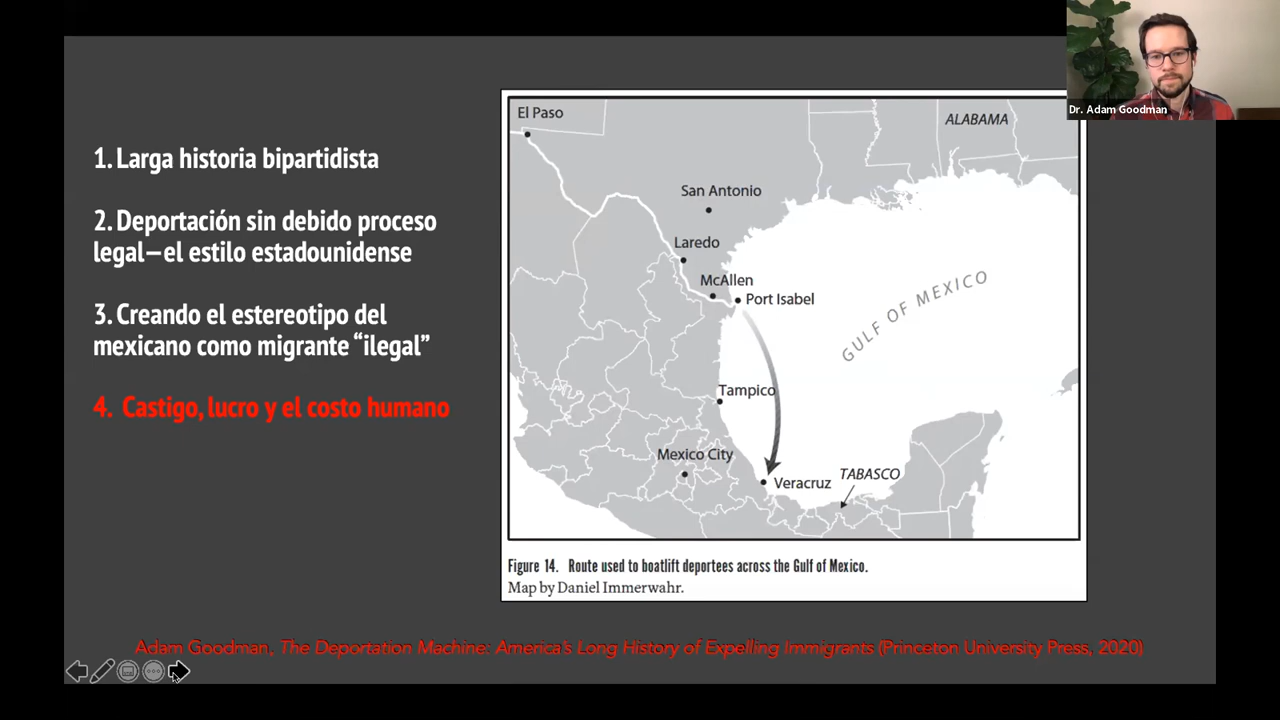 Dr. Adam Goodman
1. Larga historia bipartidista
2. Deportación sin debido proceso
legal—el estilo estadounidense
3. Creando el estereotipo del
mexicano como migrante “ilegal”
4. Castigo, lucro y el costo humano
El Paso
ALABAMA
San Antonio
Laredo
McAllen
Port Isabel
GULF OF MEXICO
Tampico
Mexico City
Veracruz
TABASCO
Figure 14. Route used to boatlift deportees across the Gulf of Mexico.
Map by Daniel Immerwahr.
Adam Goodman, The Deportation Machine: America’s Long History of Expelling Immigrants (Princeton University Press, 2020)